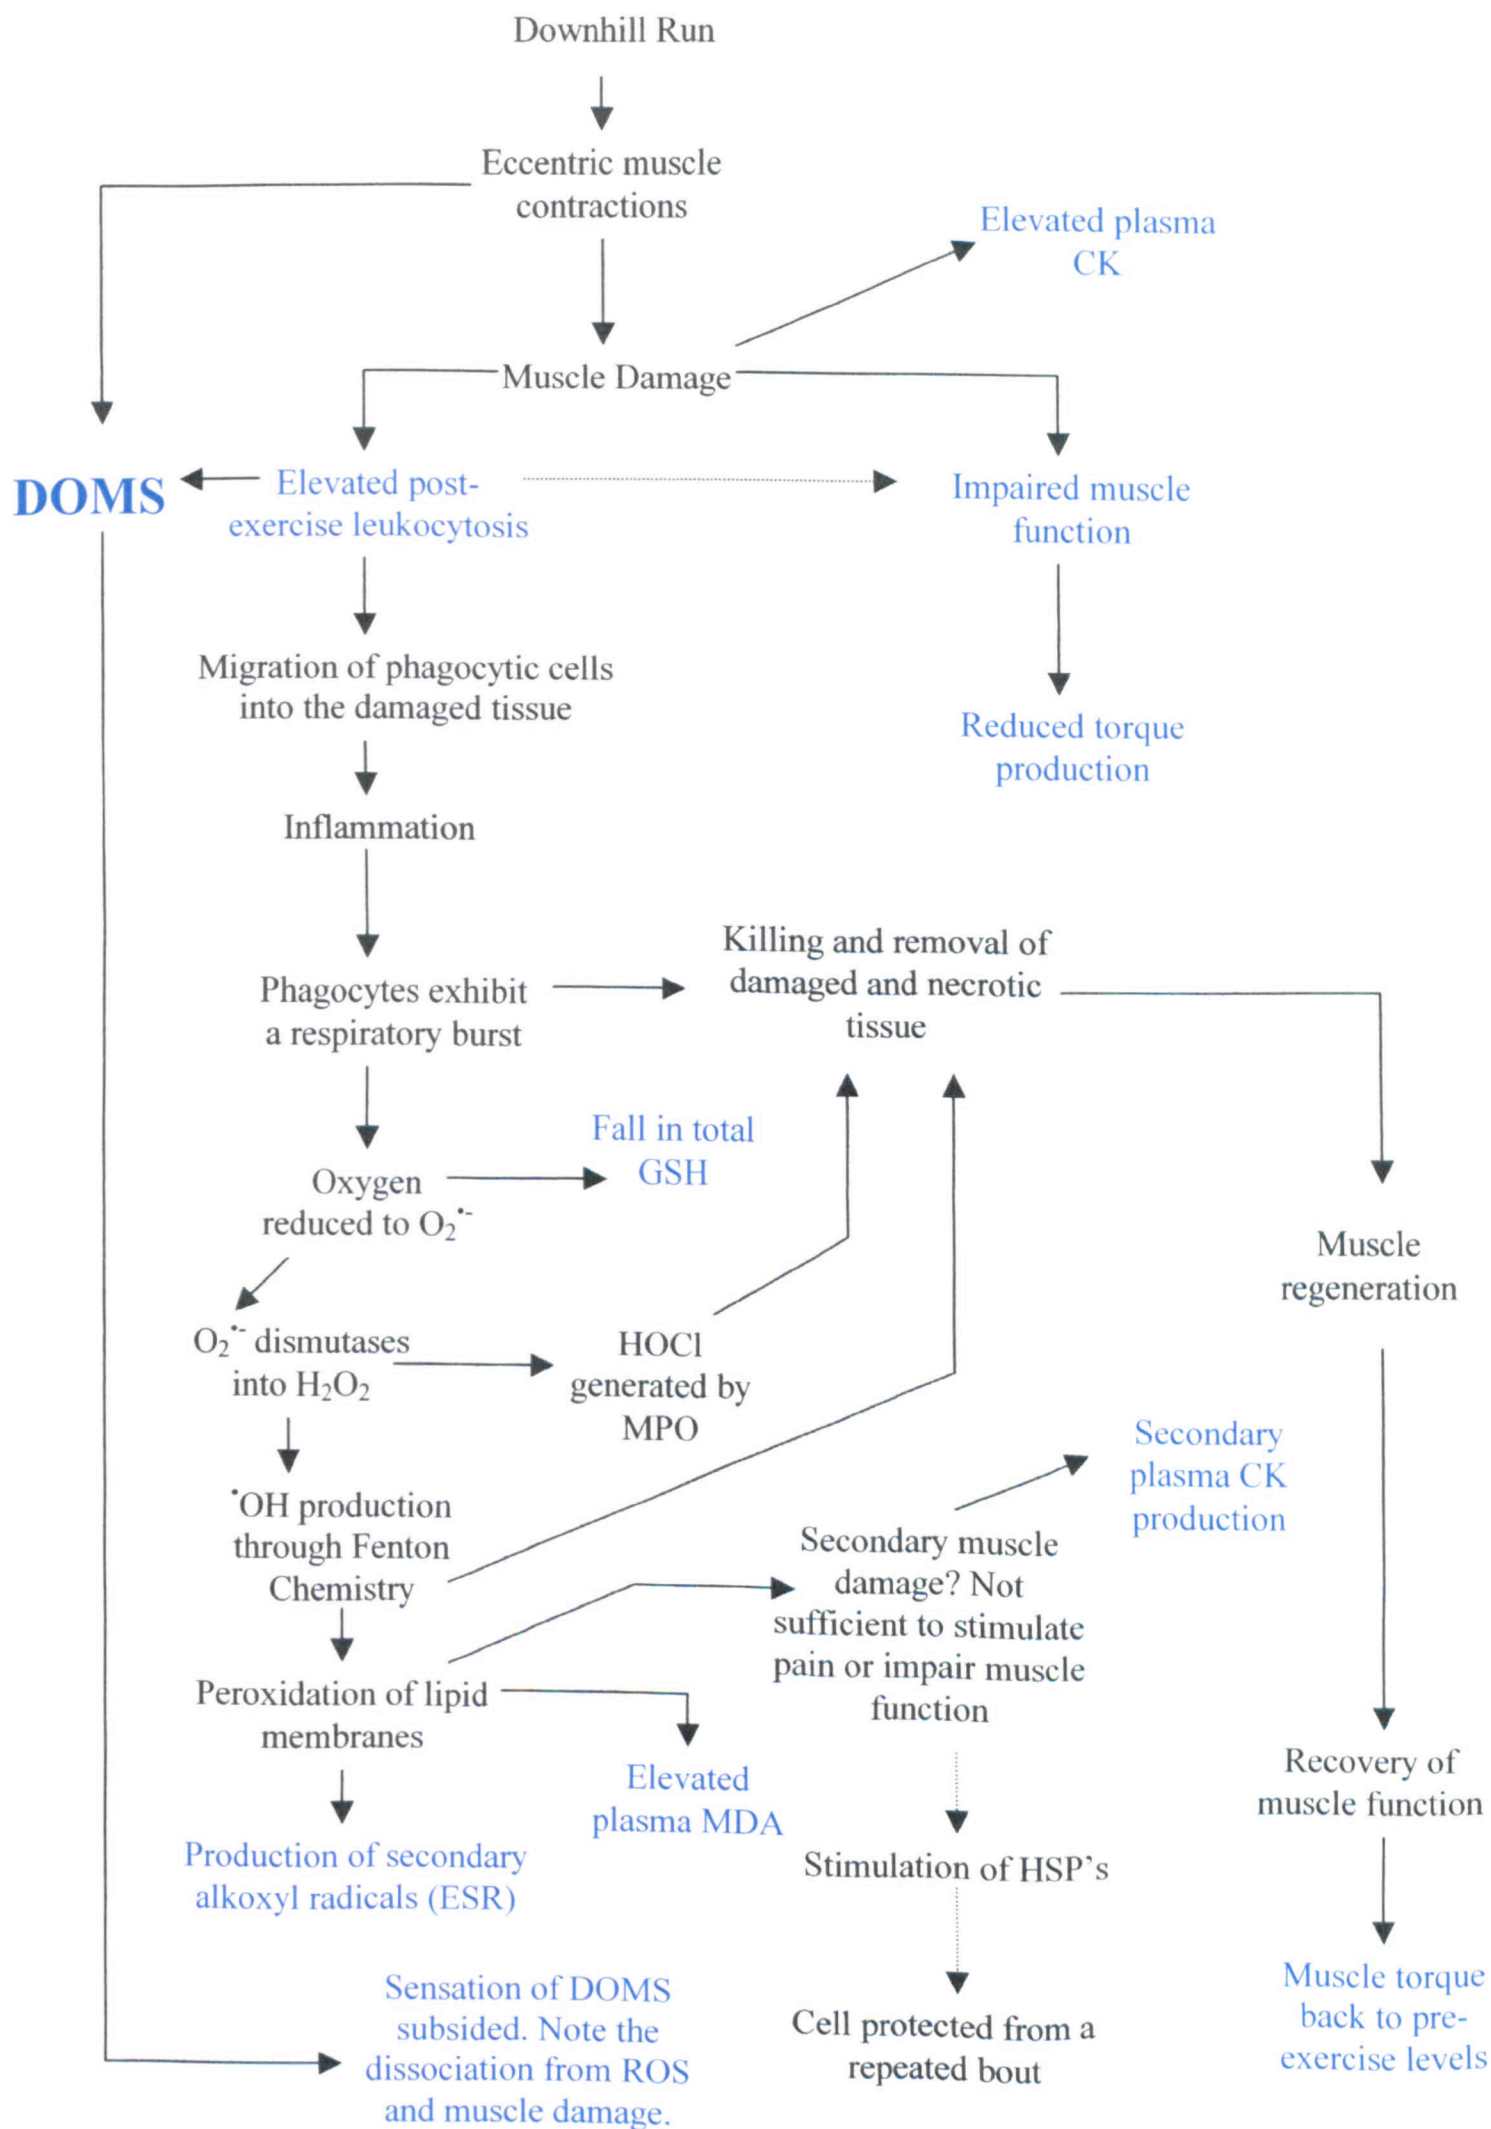 Downhill Run
Eccentric muscle
contractions
Elevated plasma
CK
Muscle Damage
DOMS
Elevated post-
exercise leukocytosis
Impaired muscle
function
Migration of phagocytic cells
into the damaged tissue
Reduced torque
production
Inflammation
Killing and removal of
damaged and necrotic
tissue
Phagocytes exhibit
a respiratory burst
Fall in total
GSH
Oxygen
reduced to O₂•-
Muscle
regeneration
O₂•- dismutases
into H₂O₂
HOCl
generated by
MPO
Secondary
plasma CK
production
•OH production
through Fenton
Chemistry
Secondary muscle
damage? Not
sufficient to stimulate
pain or impair muscle
function
Peroxidation of lipid
membranes
Elevated
plasma MDA
Recovery of
muscle function
Production of secondary
alkoxyl radicals (ESR)
Stimulation of HSP's
Sensation of DOMS
subsided. Note the
dissociation from ROS
and muscle damage.
Cell protected from a
repeated bout
Muscle torque
back to pre-
exercise levels